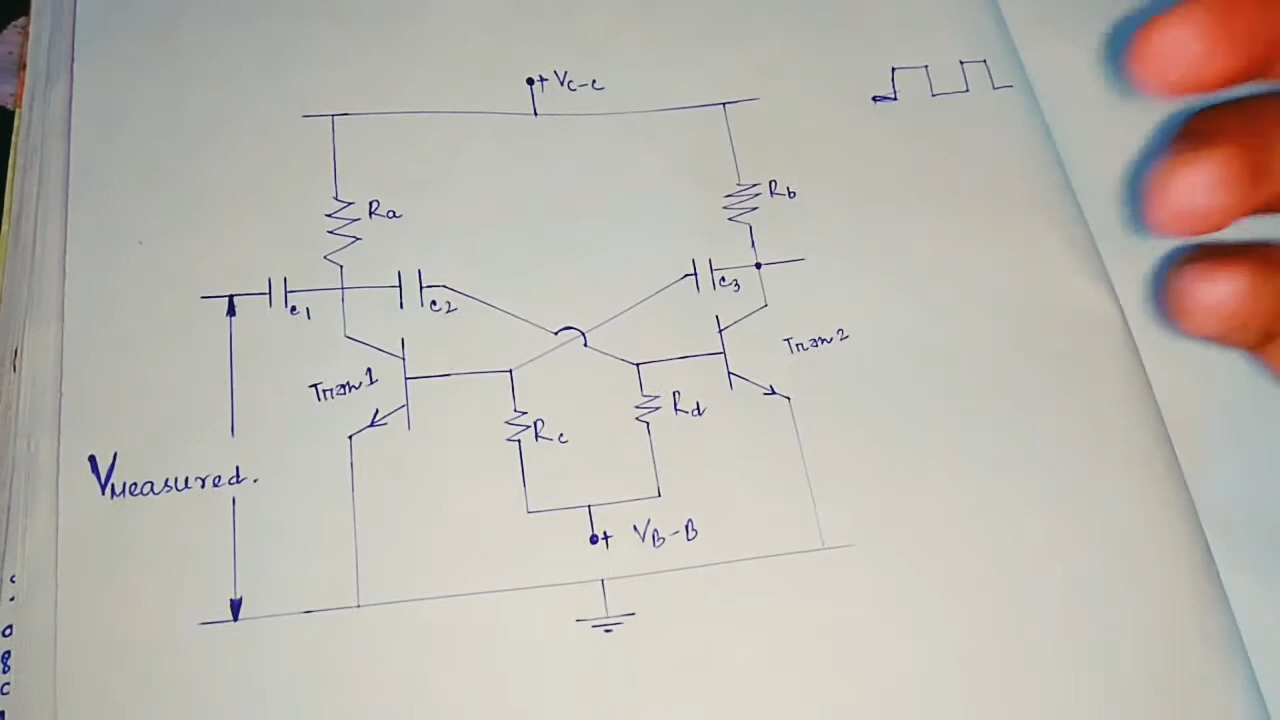 + Vc-c
Ra
Rb
c1
c2
c3
Tran 1
Tran 2
Rc
Rd
VMeasured.
+ VB-B